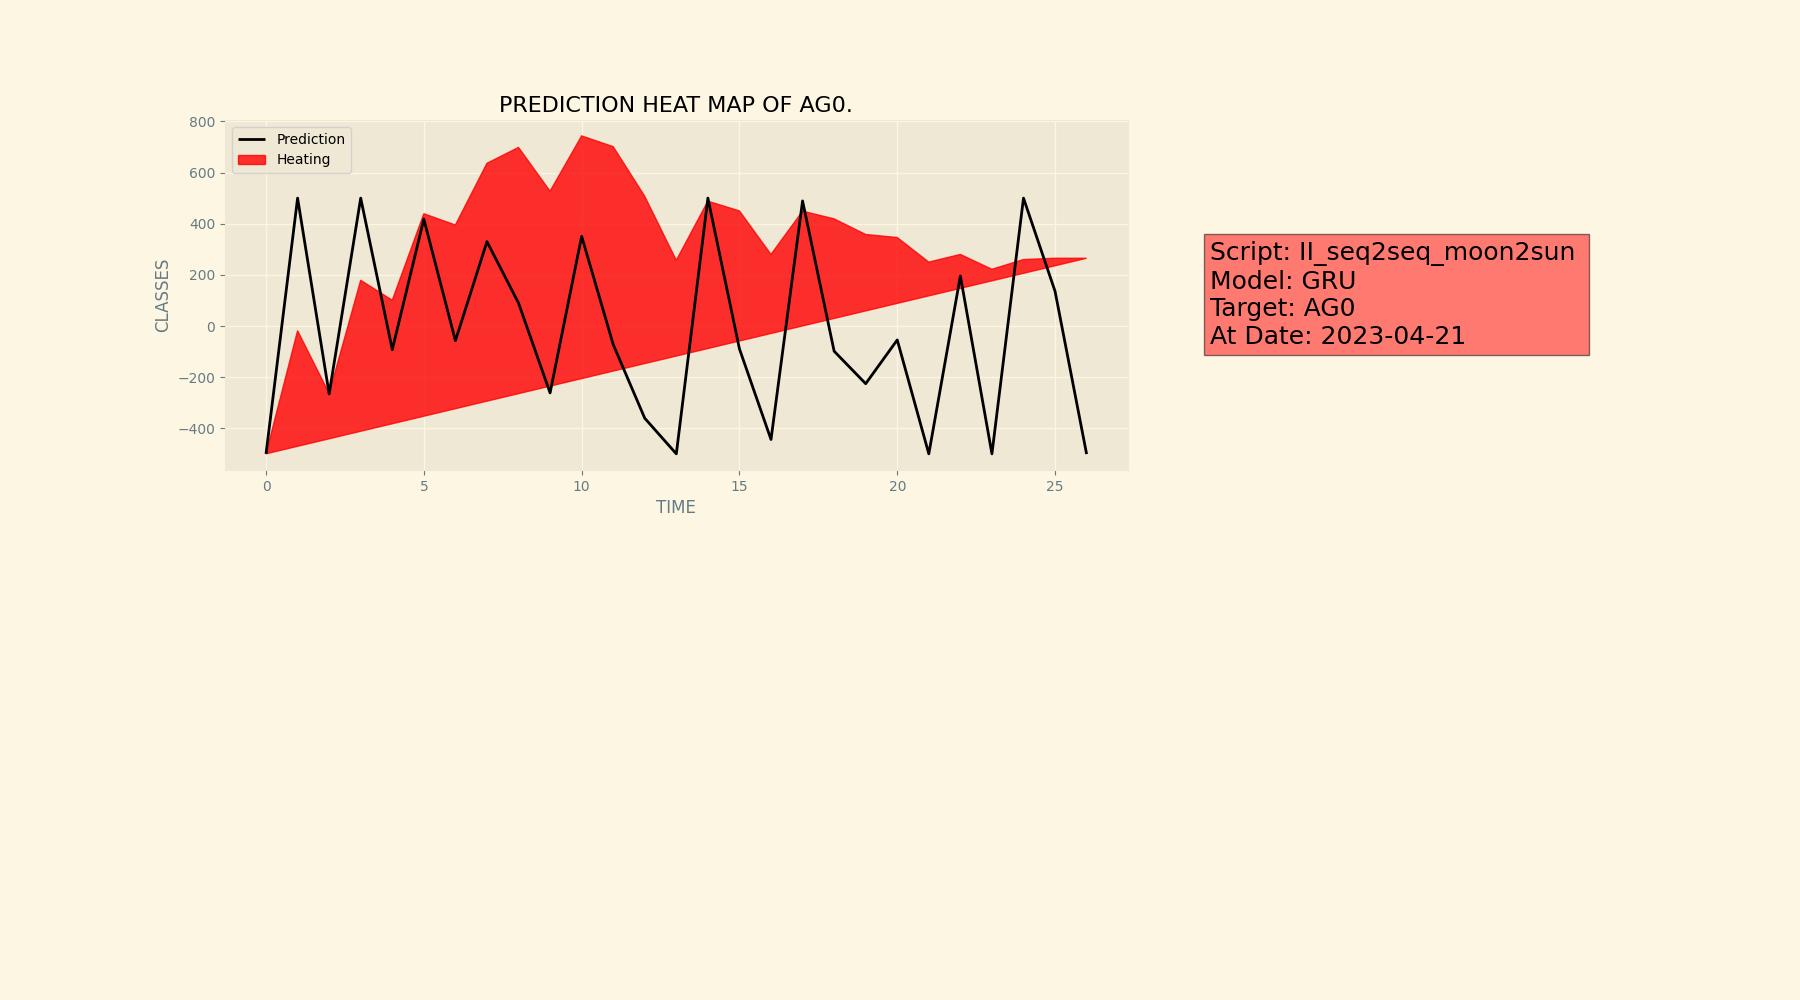 PREDICTION HEAT MAP OF AG0.
Prediction
Heating
800
600
400
200
0
−200
−400
CLASSES
0 5 10 15 20 25
TIME
Script: II_seq2seq_moon2sun
Model: GRU
Target: AG0
At Date: 2023-04-21